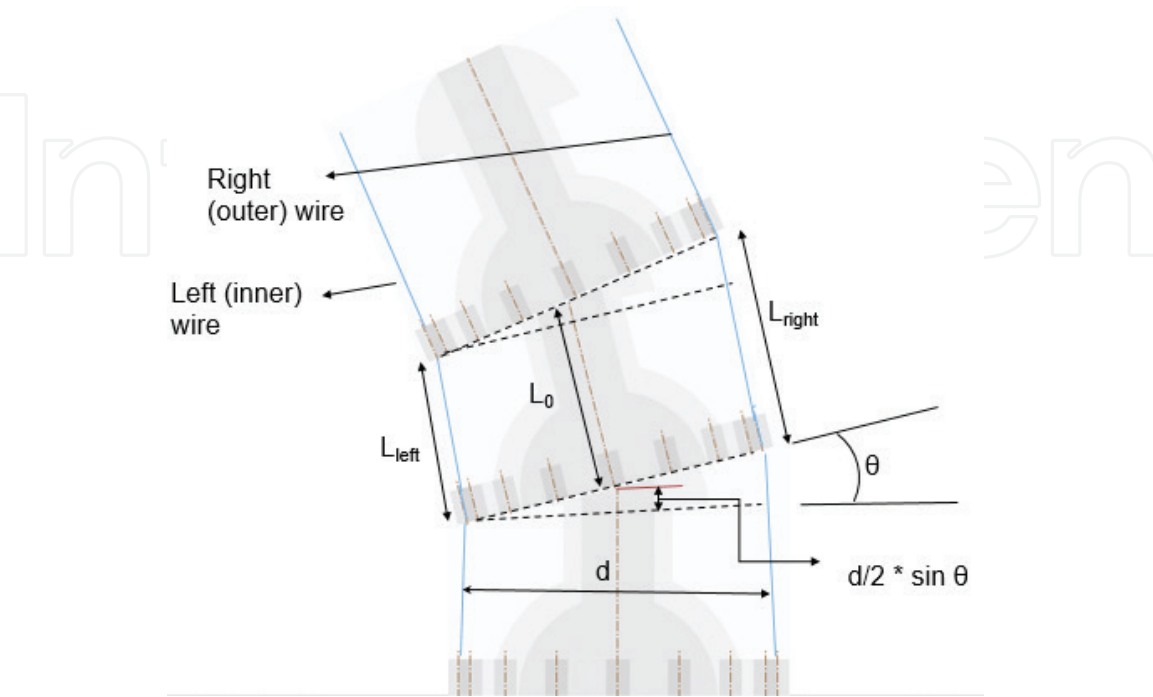 Right
(outer) wire
Left (inner)
wire
L₀
Lright
Lleft
θ
d
d/2 * sin θ